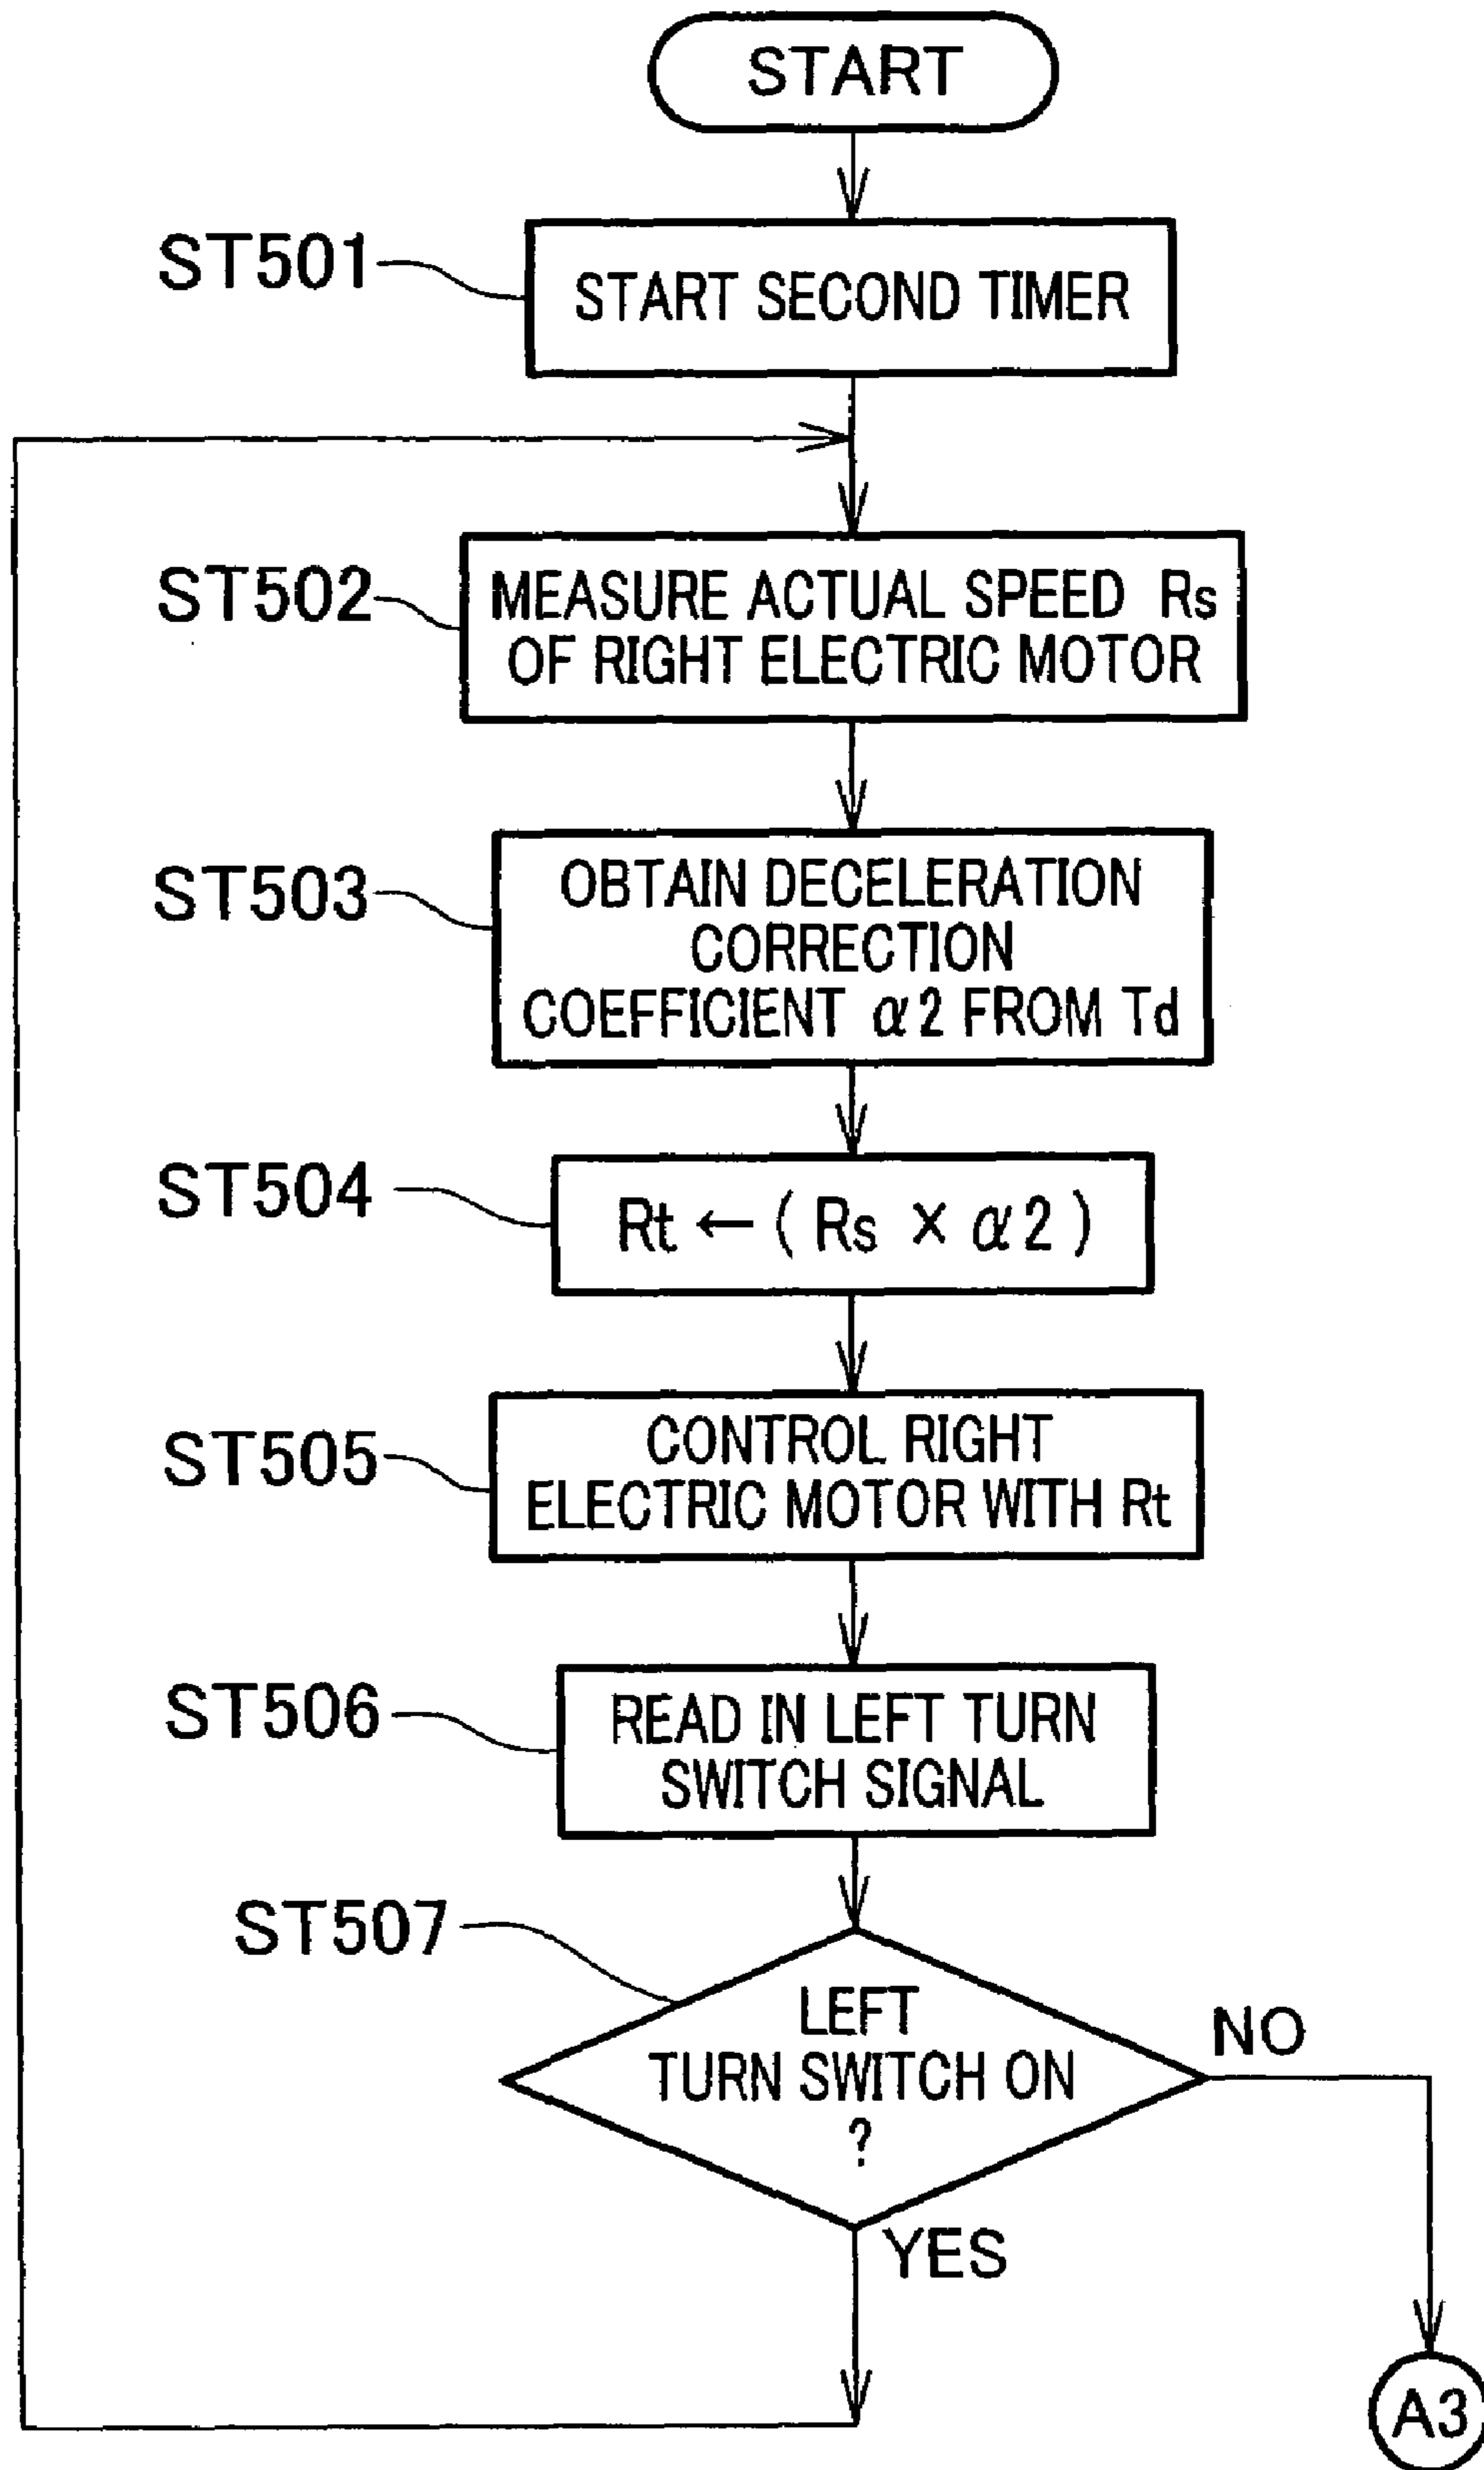 START
ST501
START SECOND TIMER
ST502
MEASURE ACTUAL SPEED Rs
OF RIGHT ELECTRIC MOTOR
ST503
OBTAIN DECELERATION
CORRECTION
COEFFICIENT α2 FROM Td
ST504
Rt ← ( Rs × α2 )
ST505
CONTROL RIGHT
ELECTRIC MOTOR WITH Rt
ST506
READ IN LEFT TURN
SWITCH SIGNAL
ST507
LEFT
TURN SWITCH ON
?
NO
YES
A3